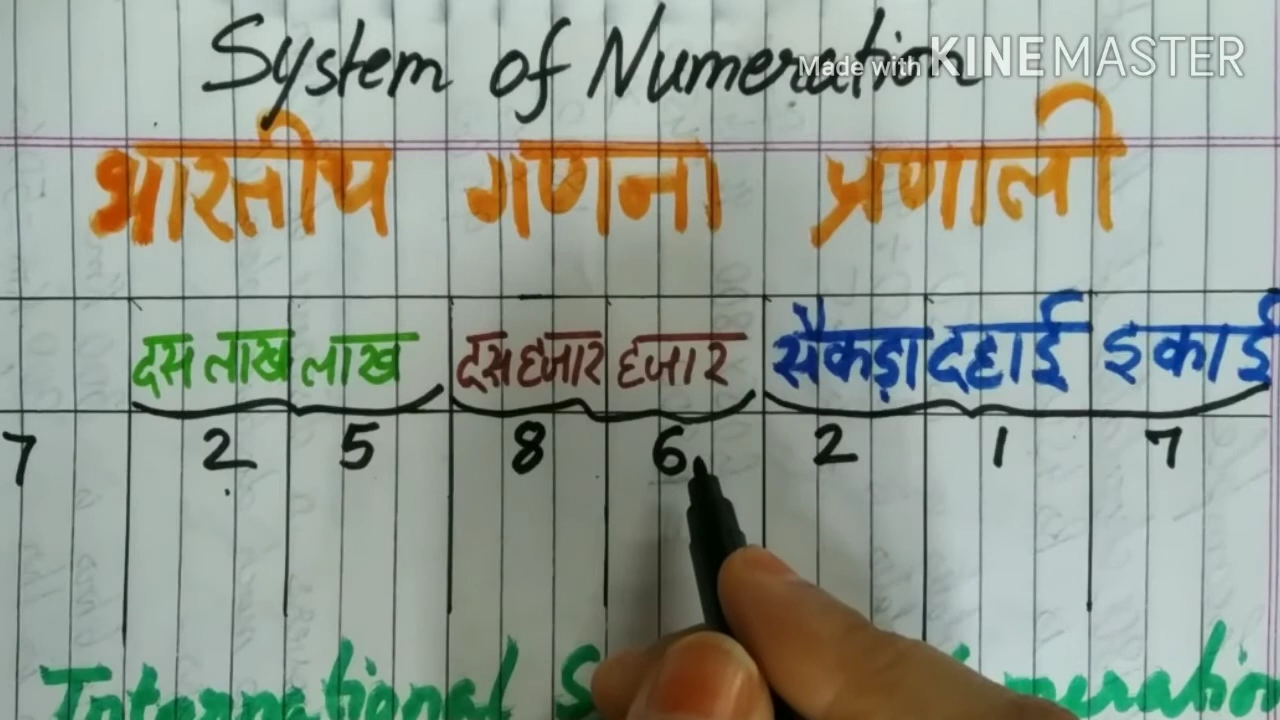 System of Numeration
Made with KINEMASTER
भारतीय गणना प्रणाली
दस लाख लाख दस हजार हजार सैकड़ा दहाई इकाई
7 2 5 8 6 2 1 7
International S